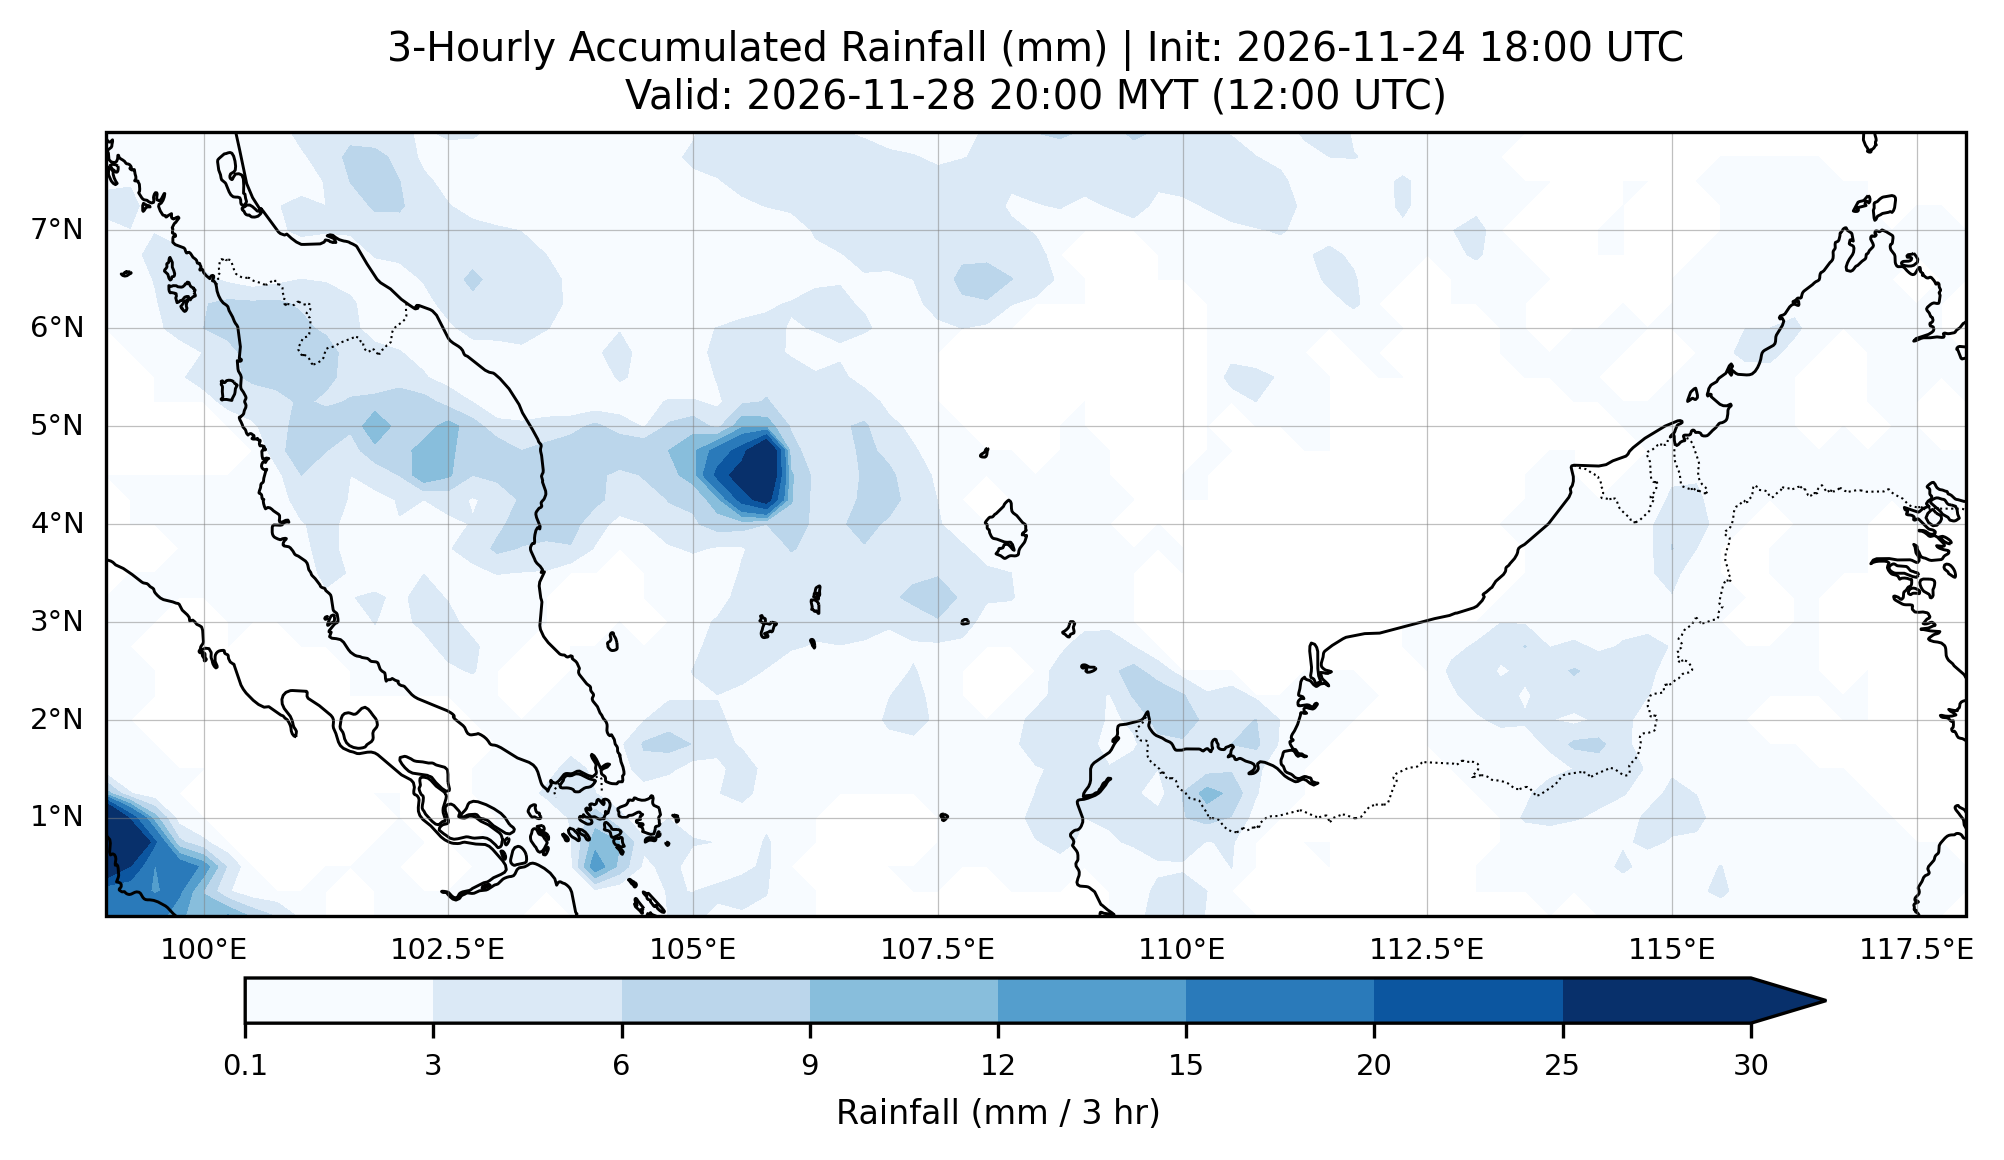 3-Hourly Accumulated Rainfall (mm) | Init: 2026-11-24 18:00 UTC
Valid: 2026-11-28 20:00 MYT (12:00 UTC)
7°N
6°N
5°N
4°N
3°N
2°N
1°N
100°E 102.5°E 105°E 107.5°E 110°E 112.5°E 115°E 117.5°E
0.1 3 6 9 12 15 20 25 30
Rainfall (mm / 3 hr)